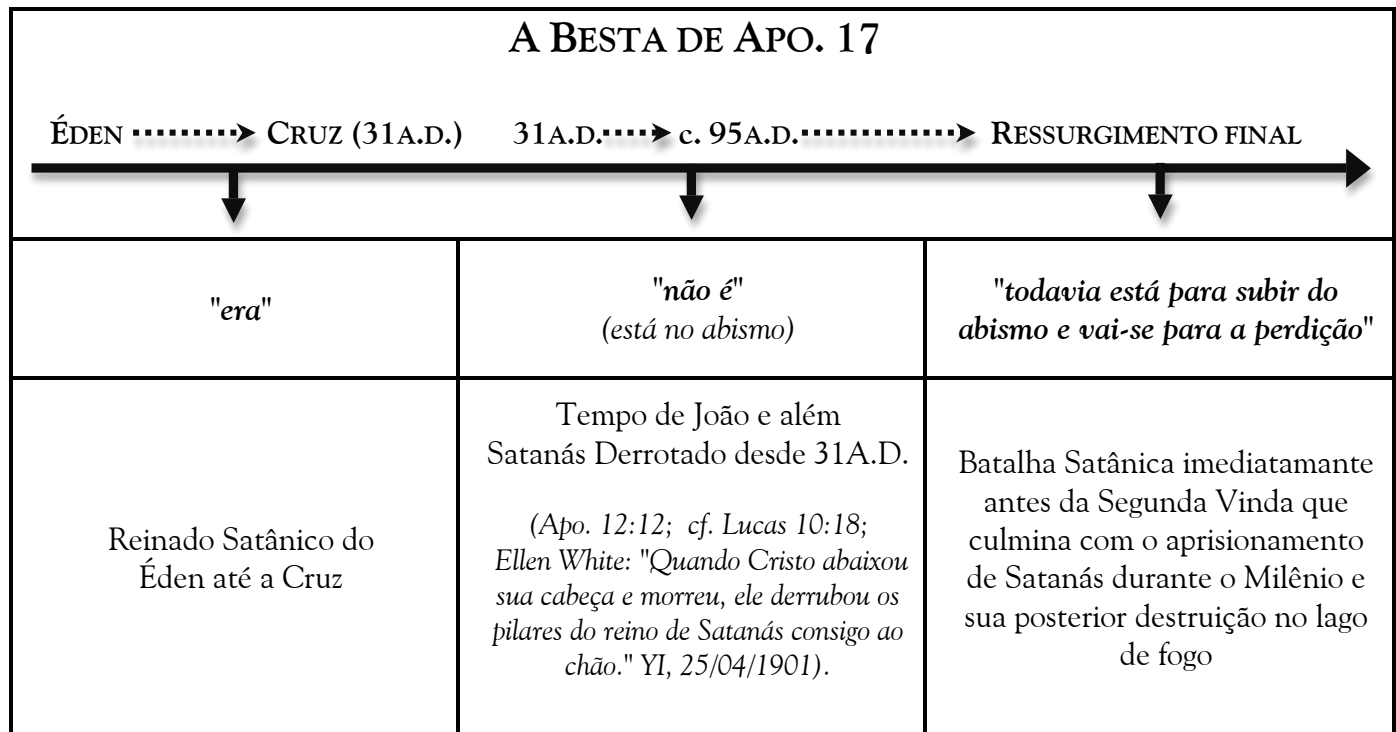 A BESTA DE APO. 17
ÉDEN CRUZ (31A.D.) 31A.D. c. 95A.D. RESSURGIMENTO FINAL
"era"
"não é"
(está no abismo)
"todavia está para subir do
abismo e vai-se para a perdição"
Reinado Satânico do
Éden até a Cruz
Tempo de João e além
Satanás Derrotado desde 31A.D.
(Apo. 12:12; cf. Lucas 10:18;
Ellen White: "Quando Cristo abaixou
sua cabeça e morreu, ele derrubou os
pilares do reino de Satanás consigo ao
chão." YI, 25/04/1901).
Batalha Satânica imediatamante
antes da Segunda Vinda que
culmina com o aprisionamento
de Satanás durante o Milênio e
sua posterior destruição no lago
de fogo